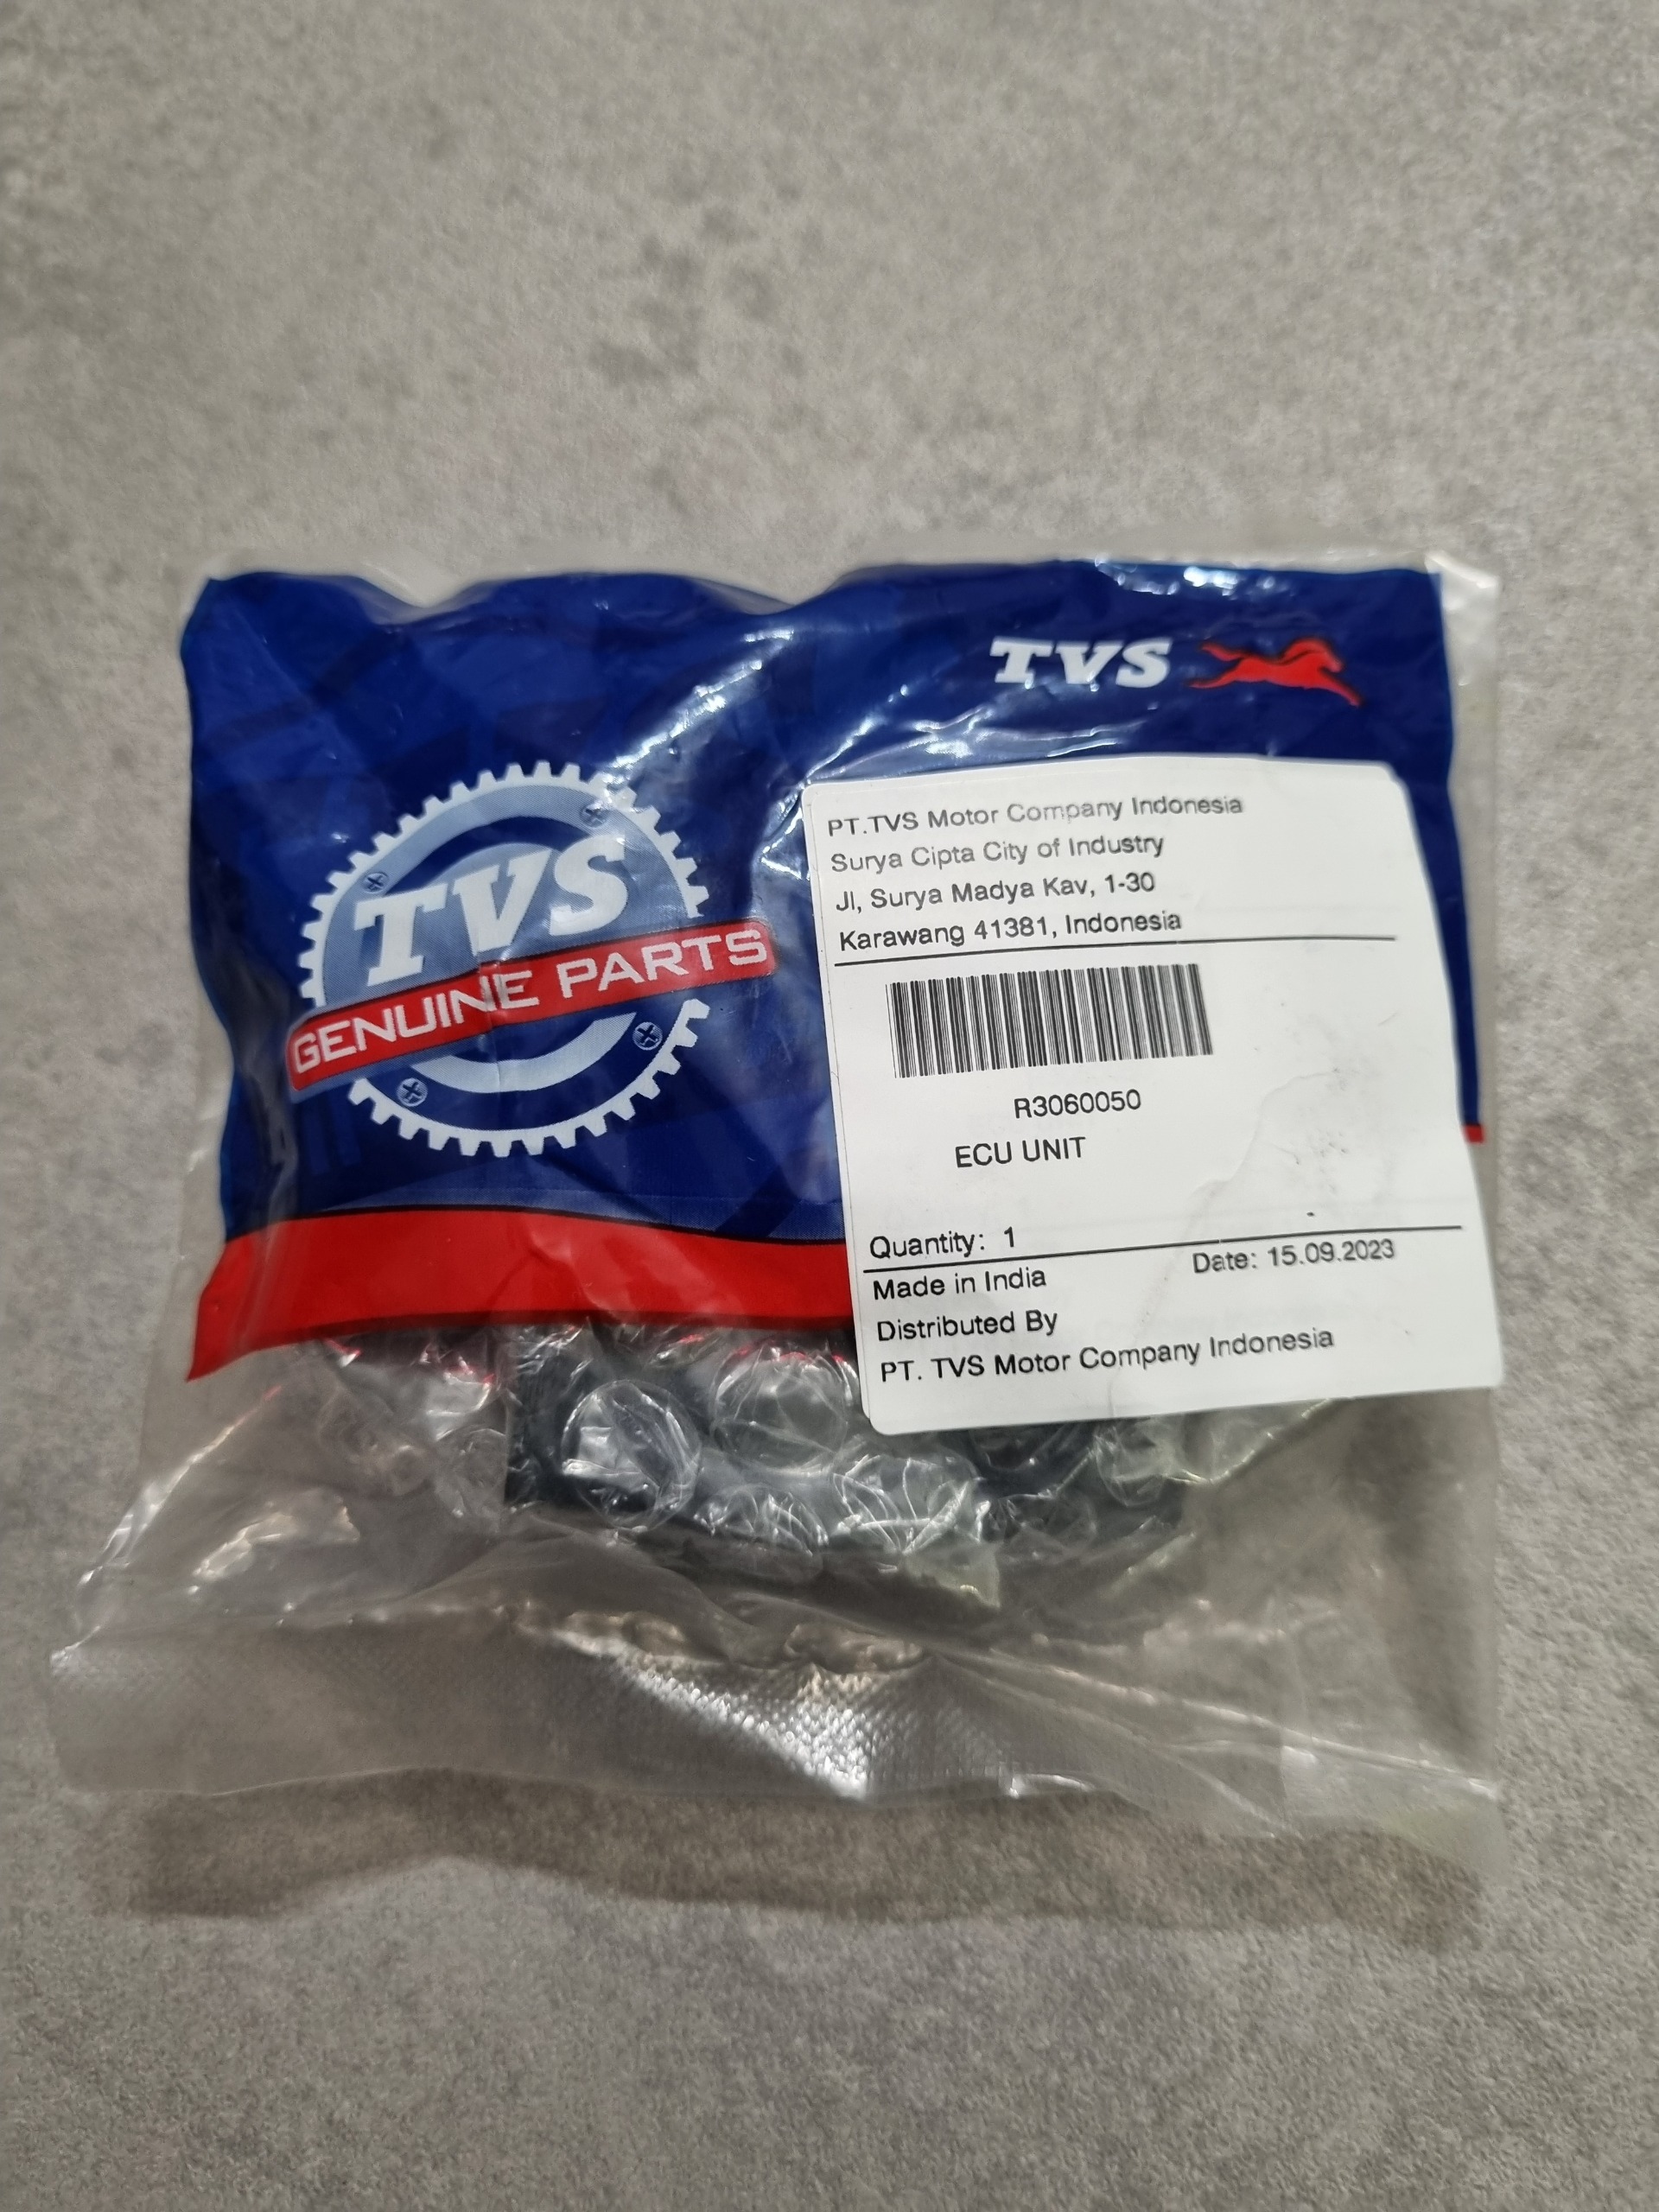 TVS
TVS
GENUINE PARTS
PT.TVS Motor Company Indonesia
Surya Cipta City of Industry
Jl, Surya Madya Kav, 1-30
Karawang 41381, Indonesia
R3060050
ECU UNIT
Quantity: 1
Made in India
Date: 15.09.2023
Distributed By
PT. TVS Motor Company Indonesia